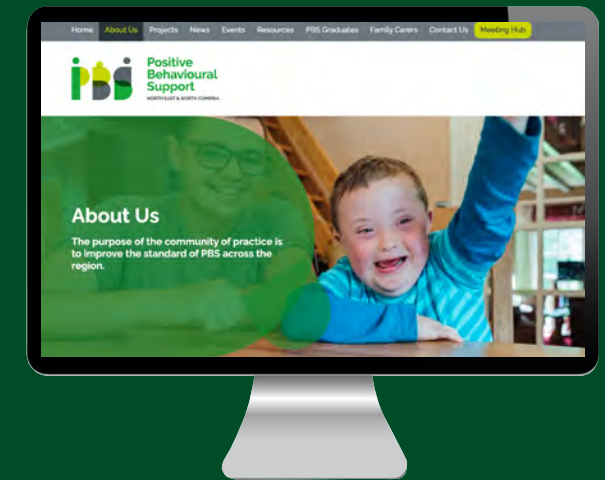 Home About Us Projects News Events Resources PBS Graduates Family Carers Contact Us Meeting Hub
PBS
Positive
Behavioural
Support
NORTH EAST & NORTH CUMBRIA
About Us
The purpose of the community of practice is
to improve the standard of PBS across the
region.